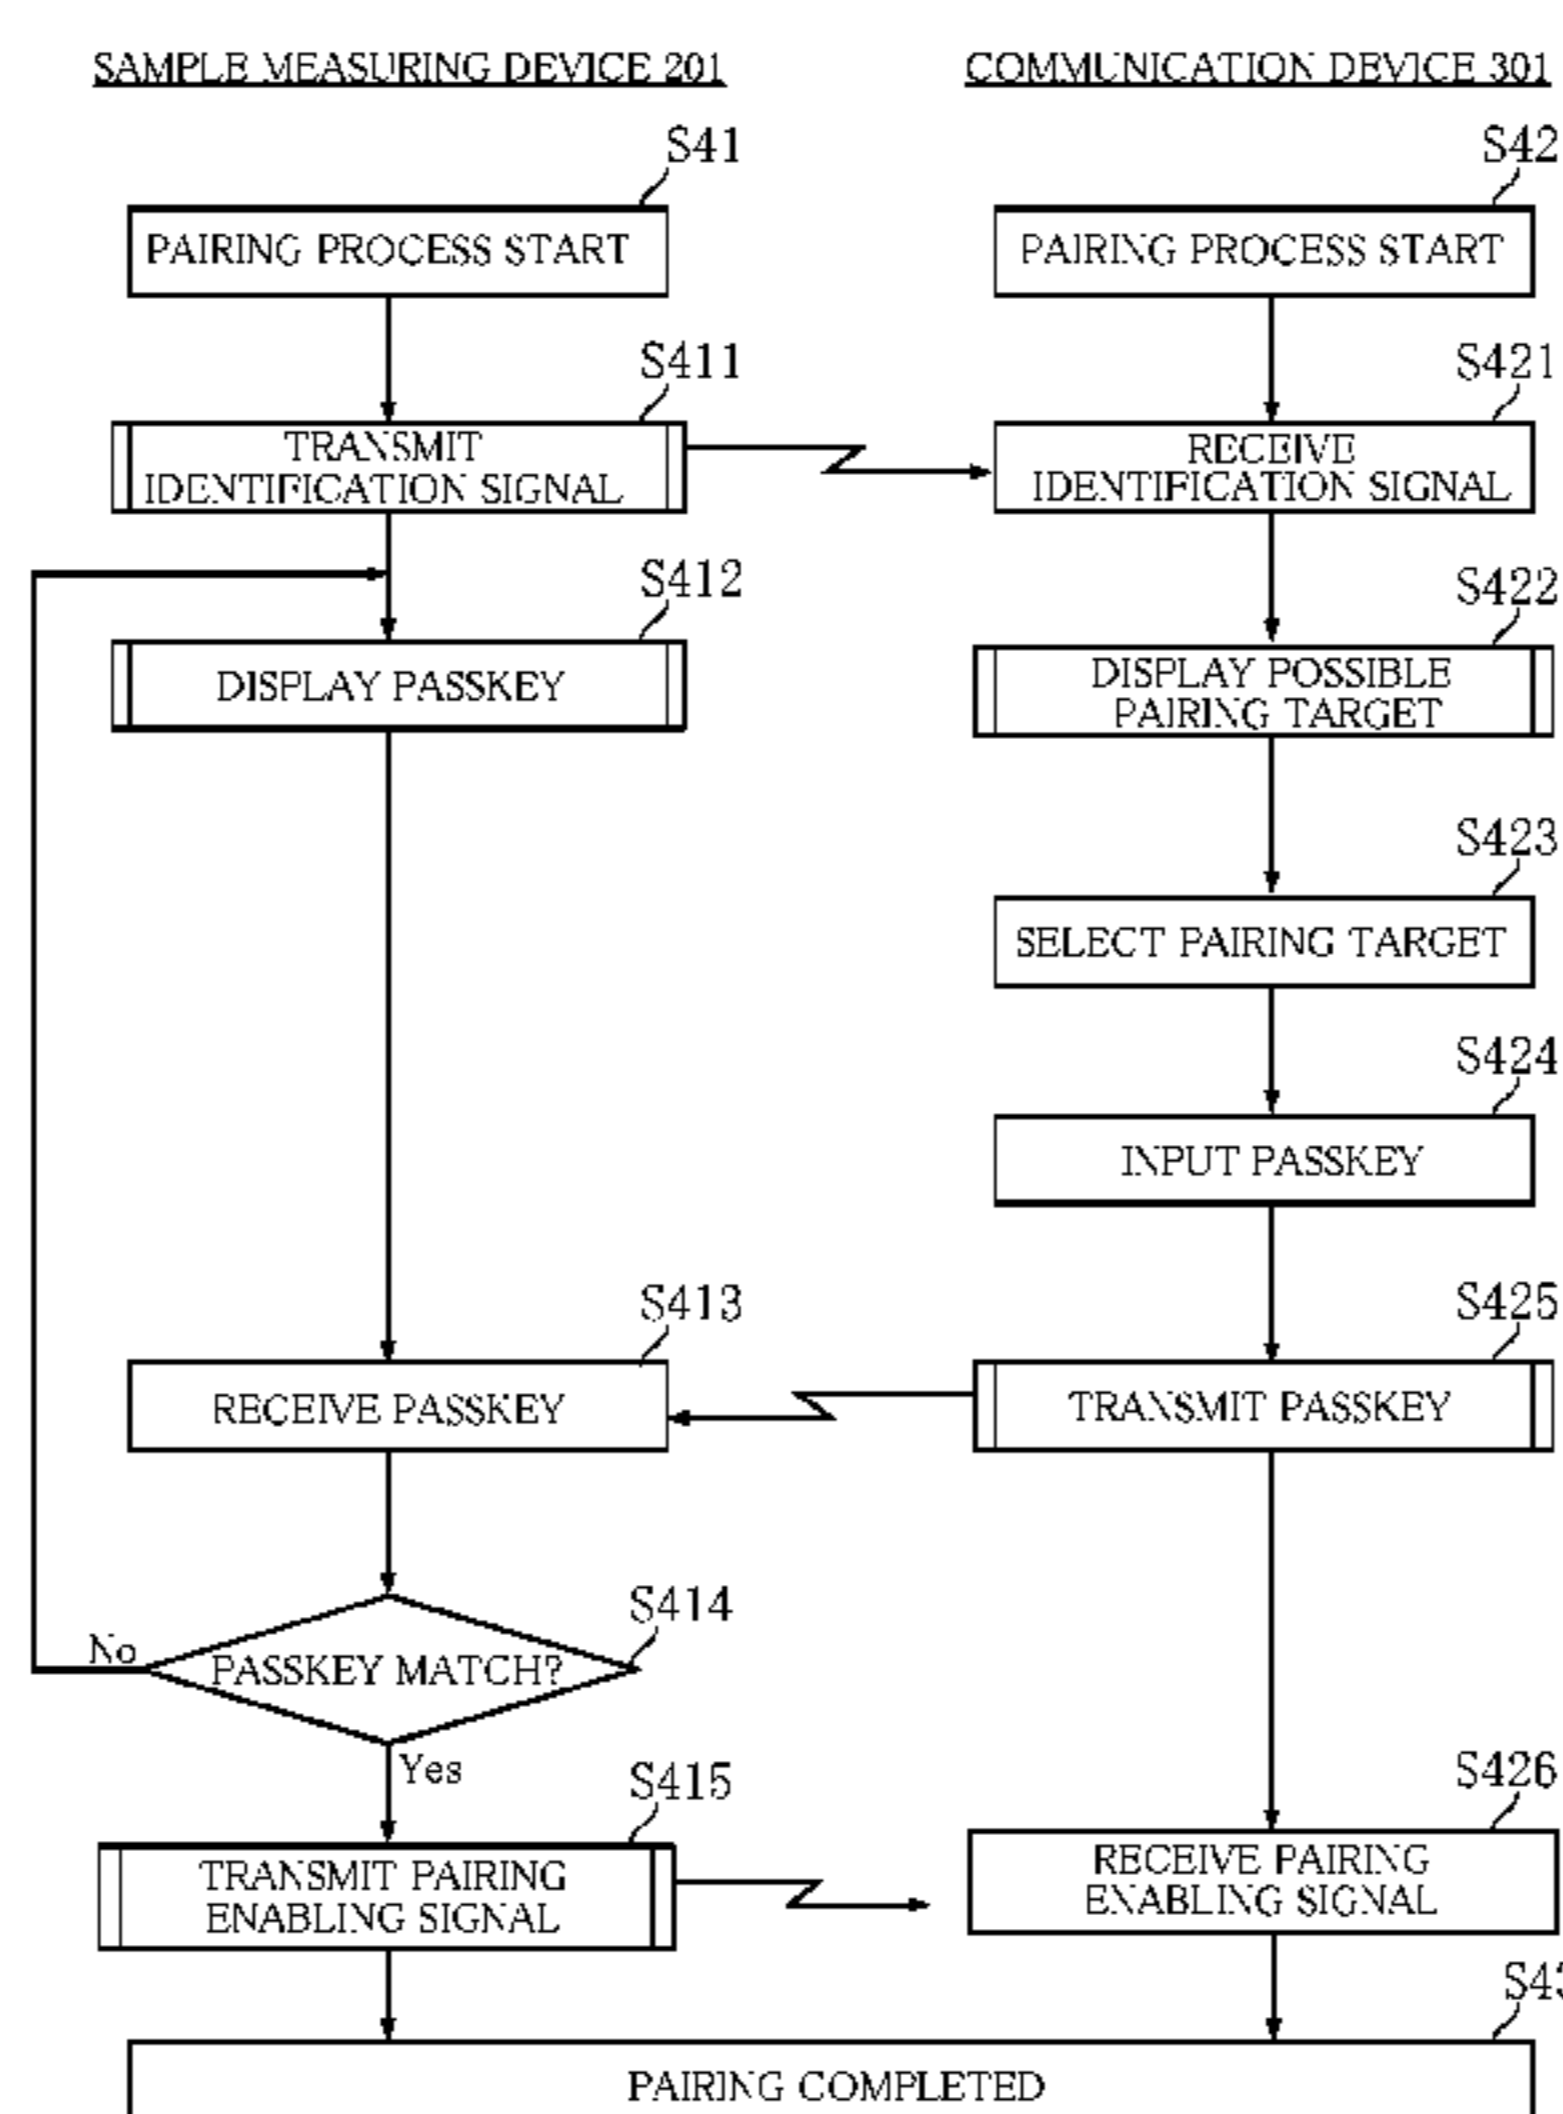 SAMPLE MEASURING DEVICE 201
COMMUNICATION DEVICE 301
S41
S42
PAIRING PROCESS START
PAIRING PROCESS START
S411
S421
TRANSMIT
IDENTIFICATION SIGNAL
RECEIVE
IDENTIFICATION SIGNAL
S412
S422
DISPLAY PASSKEY
DISPLAY POSSIBLE
PAIRING TARGET
S423
SELECT PAIRING TARGET
S424
INPUT PASSKEY
S413
S425
RECEIVE PASSKEY
TRANSMIT PASSKEY
S414
No
PASSKEY MATCH?
Yes
S415
S426
TRANSMIT PAIRING
ENABLING SIGNAL
RECEIVE PAIRING
ENABLING SIGNAL
PAIRING COMPLETED